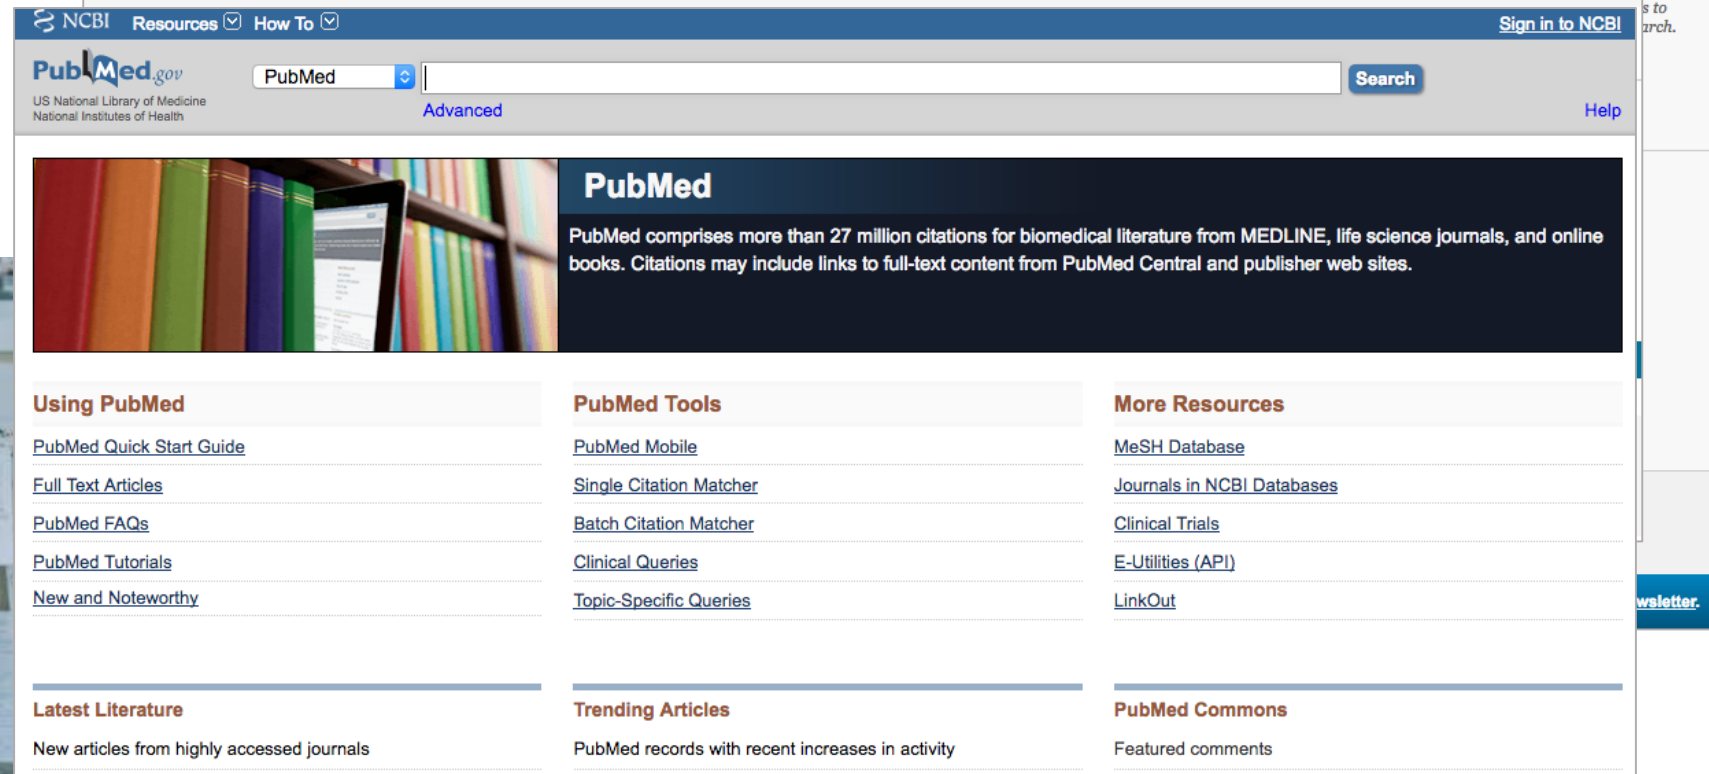 NCBI Resources How To Sign in to NCBI
s to
arch.
PubMed.gov
US National Library of Medicine
National Institutes of Health
PubMed
Search
Advanced
Help
PubMed
PubMed comprises more than 27 million citations for biomedical literature from MEDLINE, life science journals, and online
books. Citations may include links to full-text content from PubMed Central and publisher web sites.
Using PubMed
PubMed Quick Start Guide
Full Text Articles
PubMed FAQs
PubMed Tutorials
New and Noteworthy
PubMed Tools
PubMed Mobile
Single Citation Matcher
Batch Citation Matcher
Clinical Queries
Topic-Specific Queries
More Resources
MeSH Database
Journals in NCBI Databases
Clinical Trials
E-Utilities (API)
LinkOut
wsletter.
Latest Literature
New articles from highly accessed journals
Trending Articles
PubMed records with recent increases in activity
PubMed Commons
Featured comments